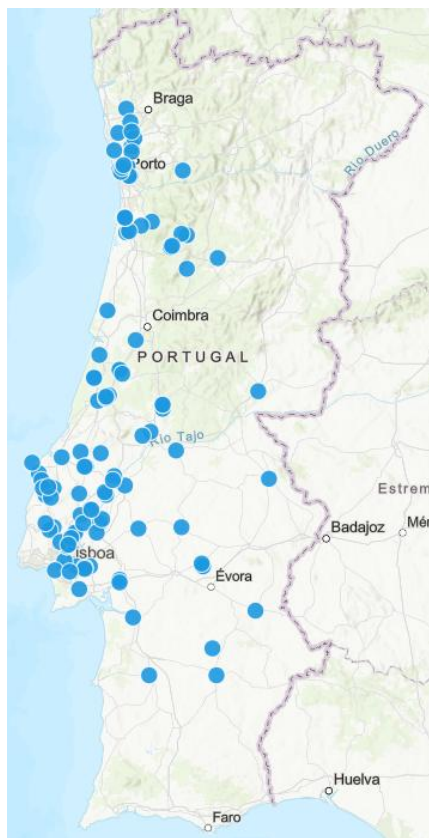 Braga
Porto
Rio Duero
Coimbra
PORTUGAL
Rio Tajo
Estrem
Badajoz
Mér
isboa
Évora
Huelva
Faro